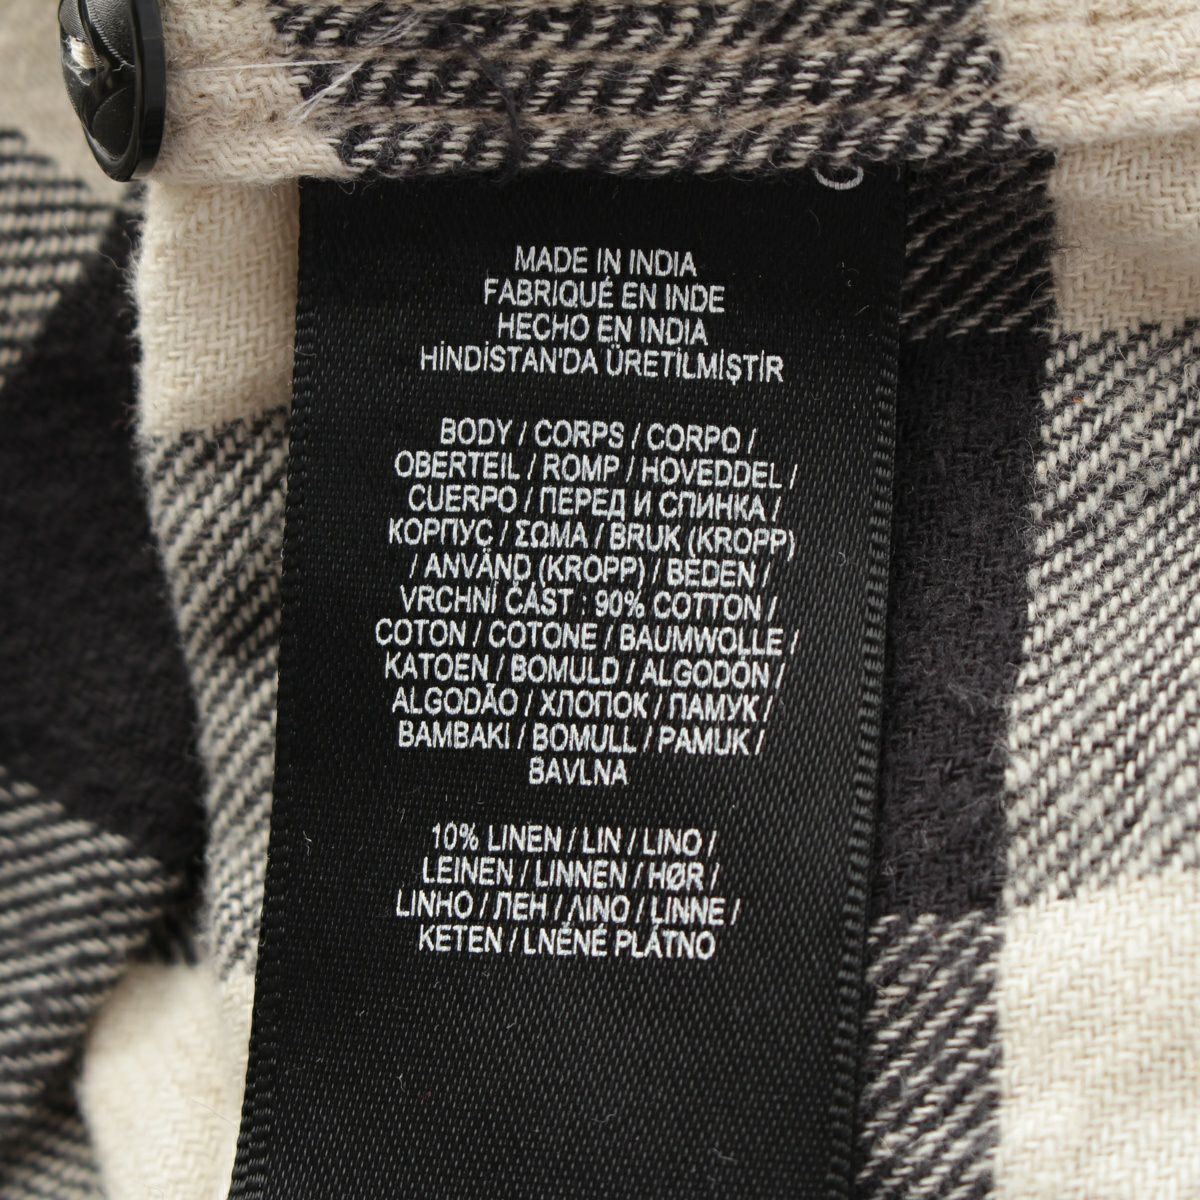 MADE IN INDIA
FABRIQUÉ EN INDE
HECHO EN INDIA
HİNDİSTAN'DA ÜRETİLMİŞTİR
BODY / CORPS / CORPO /
OBERTEIL / ROMP / HOVEDDEL /
CUERPO / ПЕРЕД И СПИНКА /
КОРПУС / ΣΩΜΑ / BRUK (KROPP)
/ ANVÄND (KROPP) / BEDEN /
VRCHNÍ ČÁST : 90% COTTON /
COTON / COTONE / BAUMWOLLE /
KATOEN / BOMULD / ALGODÓN /
ALGODÃO / ХЛОПОК / ПАМУК /
ΒΑΜΒΑΚΙ / BOMULL / PAMUK /
BAVLNA
10% LINEN / LIN / LINO /
LEINEN / LINNEN / HØR /
LINHO / ЛЕН / ΛΙΝΟ / LINNE /
KETEN / LNĚNÉ PLÁTNO